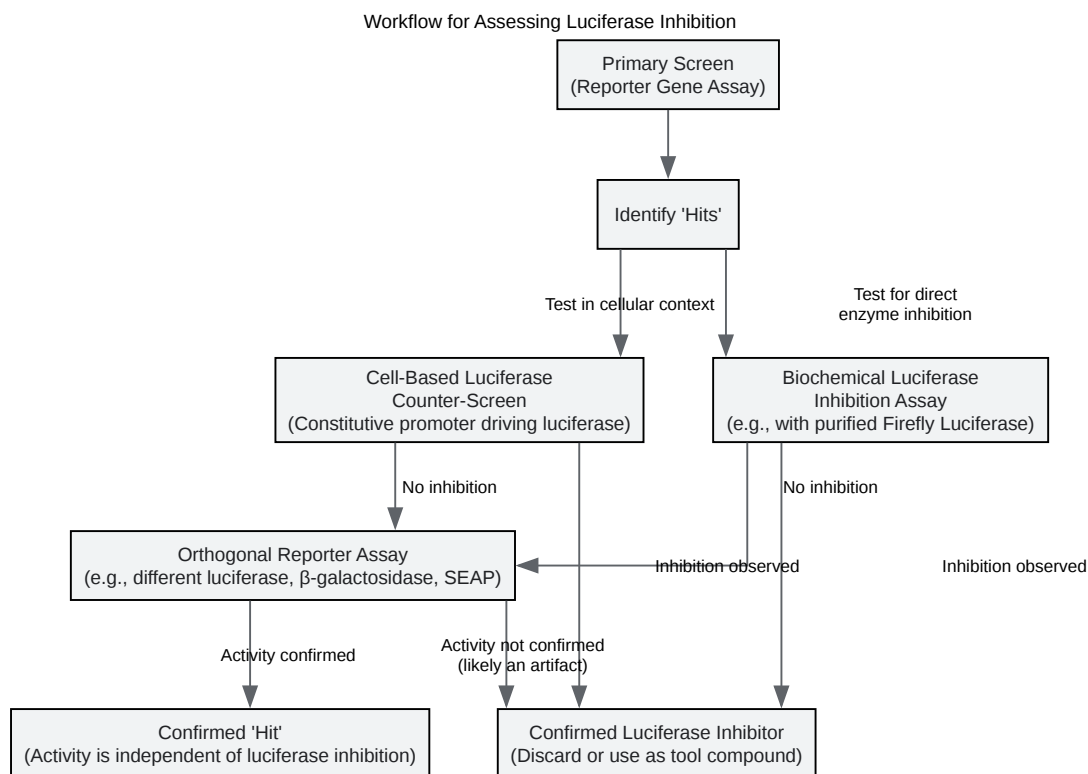 Workflow for Assessing Luciferase Inhibition
Primary Screen
(Reporter Gene Assay)
Identify 'Hits'
Test in cellular context
Test for direct
enzyme inhibition
Cell-Based Luciferase
Counter-Screen
(Constitutive promoter driving luciferase)
Biochemical Luciferase
Inhibition Assay
(e.g., with purified Firefly Luciferase)
No inhibition
No inhibition
Orthogonal Reporter Assay
(e.g., different luciferase, β-galactosidase, SEAP)
Inhibition observed
Inhibition observed
Activity confirmed
Activity not confirmed
(likely an artifact)
Confirmed 'Hit'
(Activity is independent of luciferase inhibition)
Confirmed Luciferase Inhibitor
(Discard or use as tool compound)